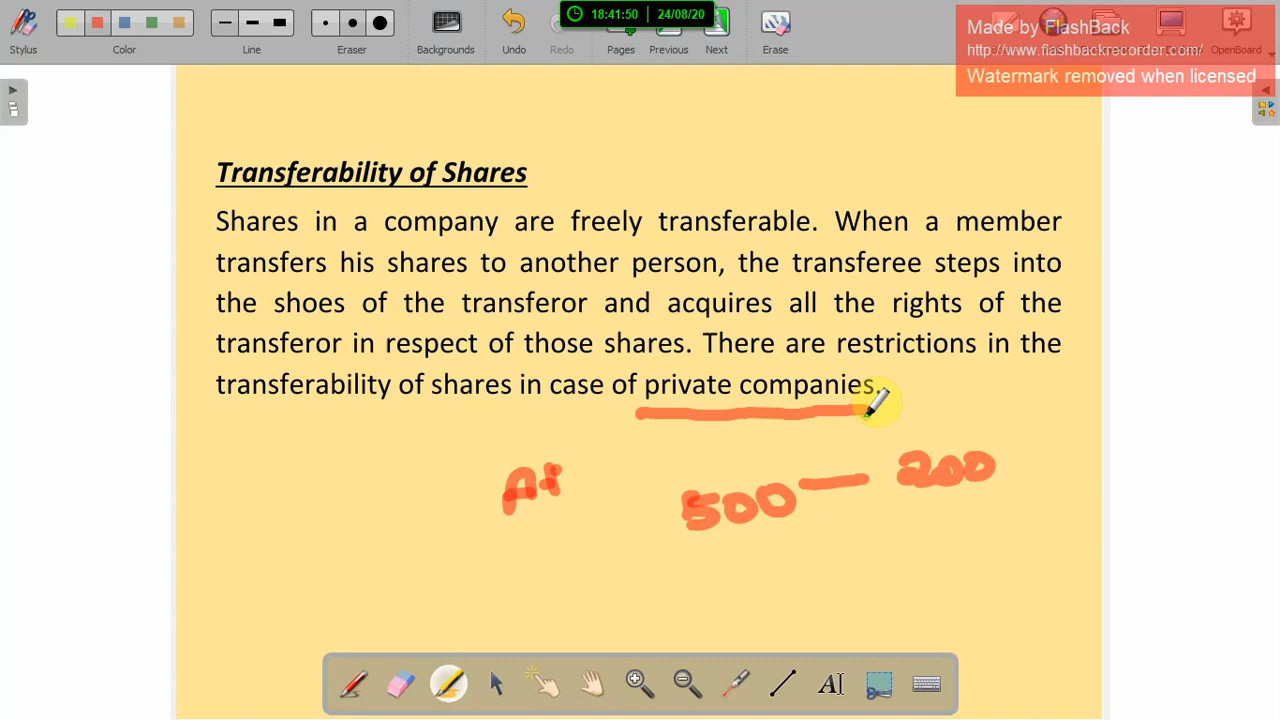 18:41:50 | 24/08/20
Made by FlashBack
http://www.flashbackrecorder.com/
Watermark removed when licensed
Stylus Color Line Eraser Backgrounds Undo Redo Pages Previous Next Erase OpenBoard
Transferability of Shares
Shares in a company are freely transferable. When a member
transfers his shares to another person, the transferee steps into
the shoes of the transferor and acquires all the rights of the
transferor in respect of those shares. There are restrictions in the
transferability of shares in case of private companies.
500 — 200
AI